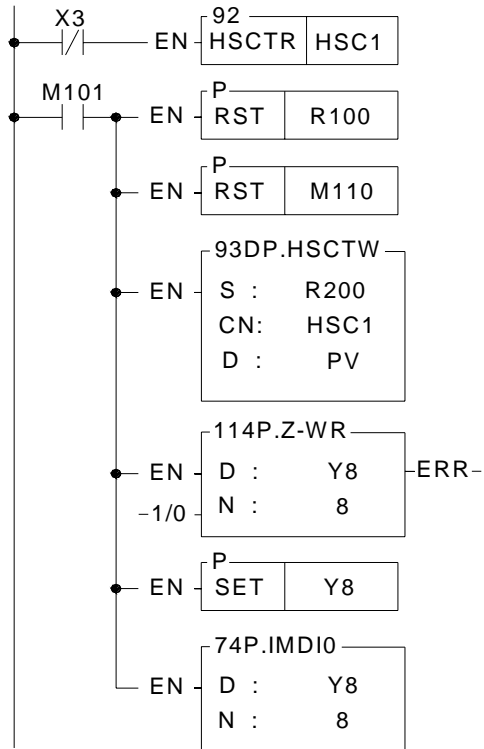 X3
92
EN HSCTR HSC1
M101
P
EN RST R100
P
EN RST M110
93DP.HSCTW
EN S : R200
CN: HSC1
D : PV
114P.Z-WR
EN D : Y8 ERR
1/0 N : 8
P
EN SET Y8
74P.IMDI0
EN D : Y8
N : 8